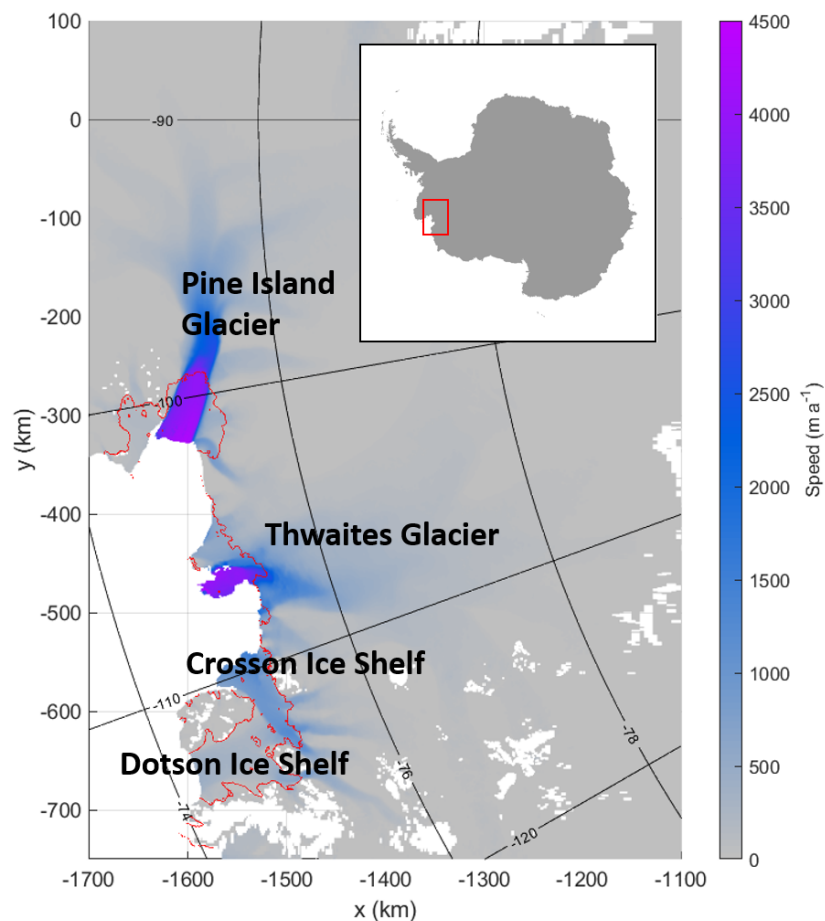 100
0
-100
-200
-300
-400
-500
-600
-700
y (km)
-1700 -1600 -1500 -1400 -1300 -1200 -1100
x (km)
-90
-100
-110
-120
-74
-76
-78
Pine Island
Glacier
Thwaites Glacier
Crosson Ice Shelf
Dotson Ice Shelf
4500
4000
3500
3000
2500
2000
1500
1000
500
0
Speed (m a⁻¹)